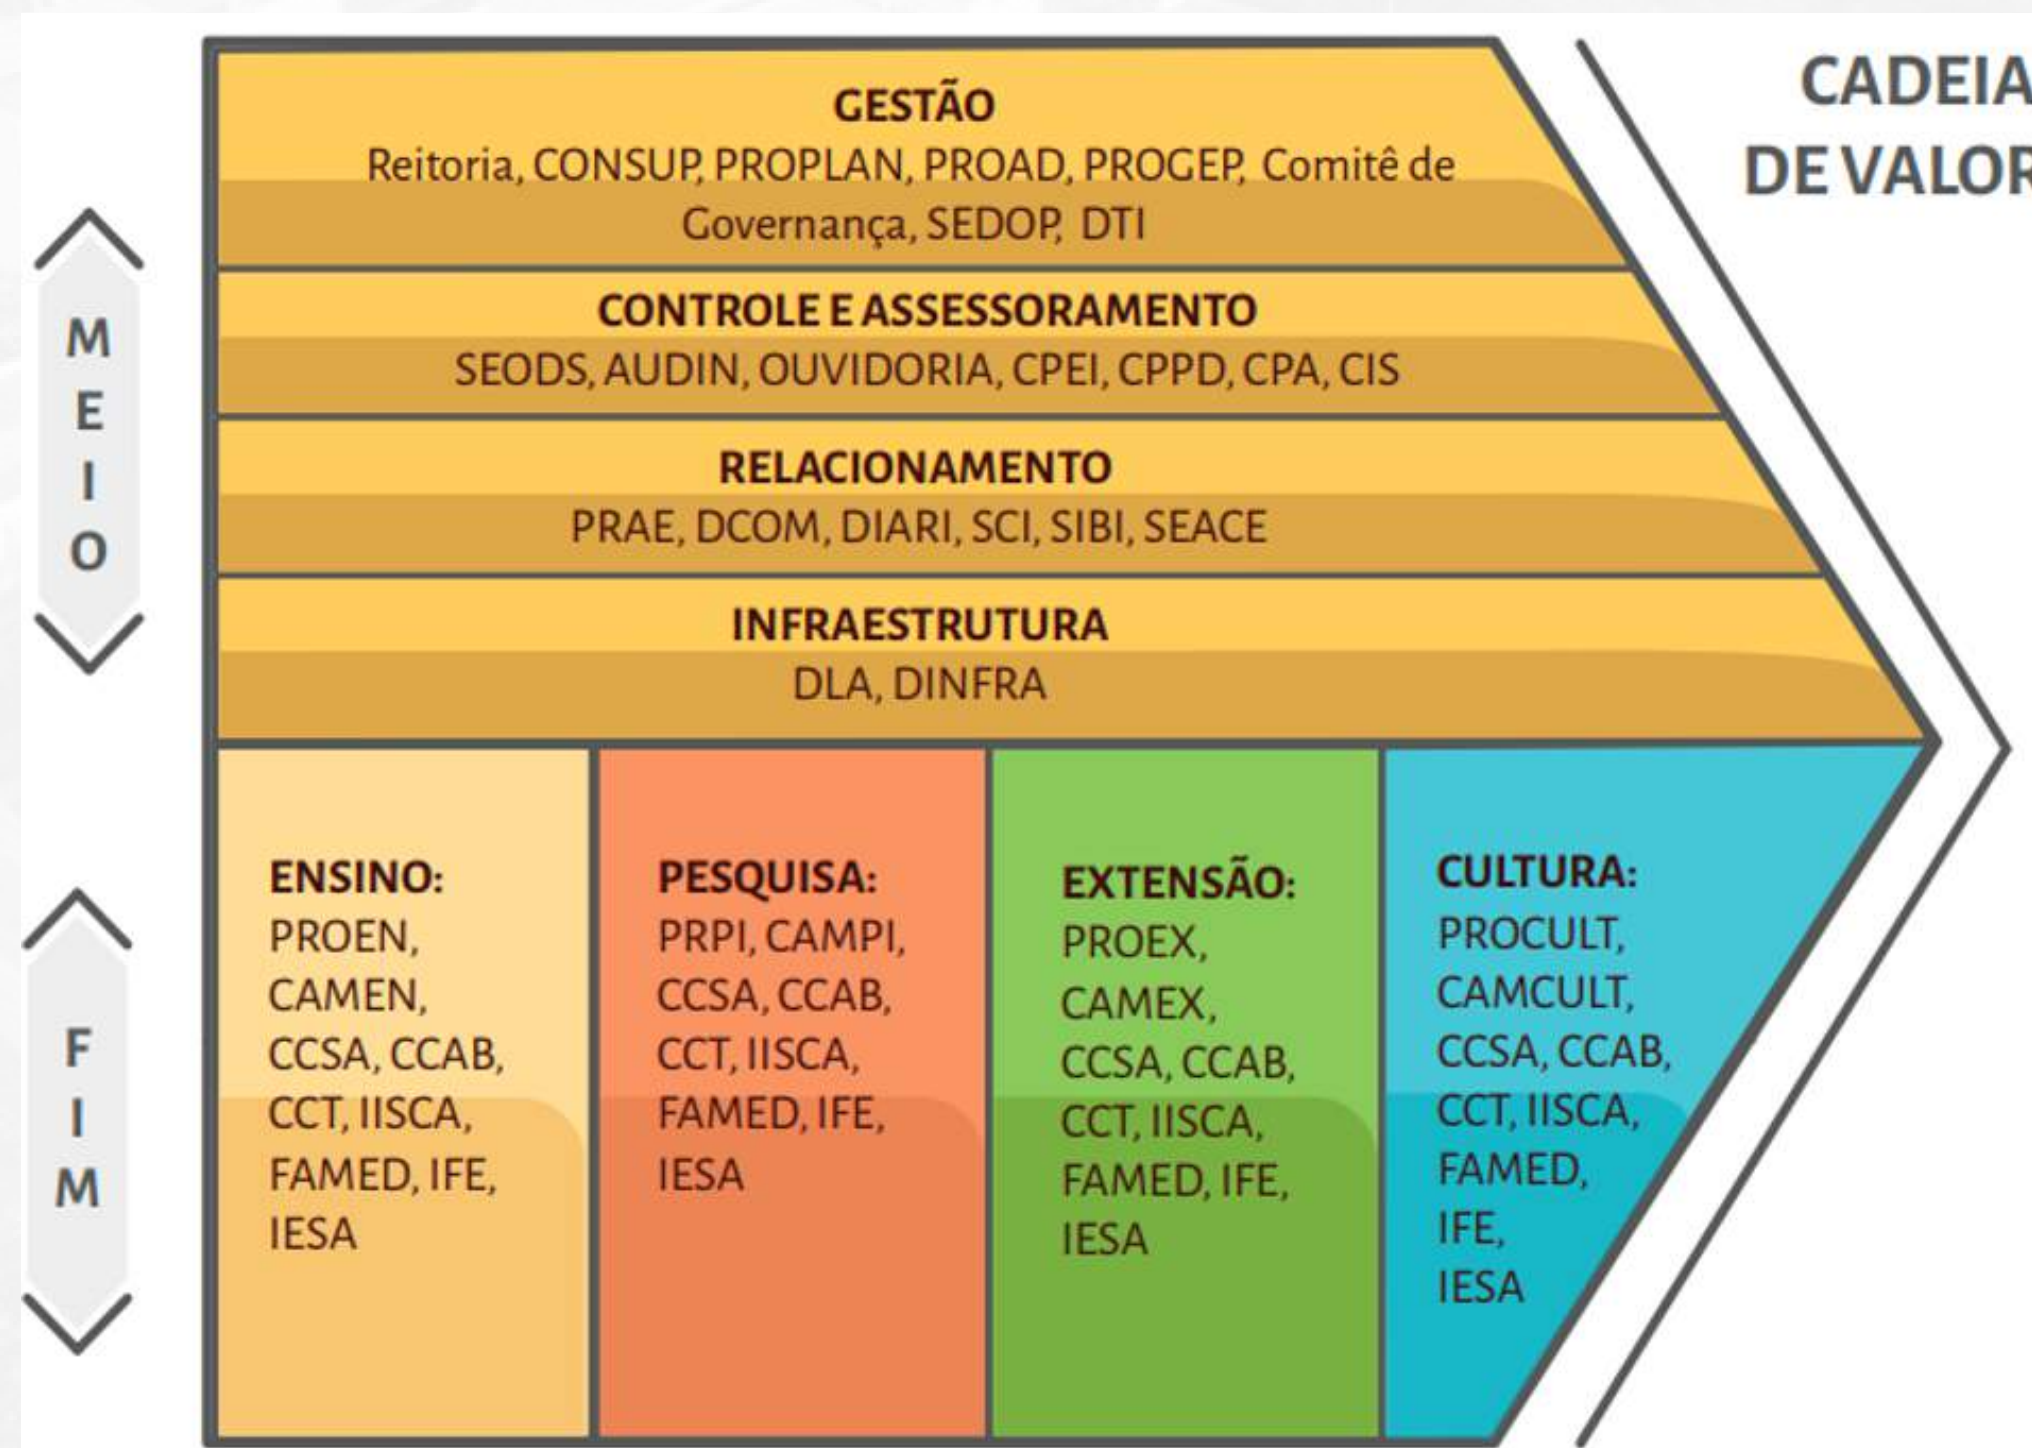 CADEIA
DE VALOR
MEIO
GESTÃO
Reitoria, CONSUP, PROPLAN, PROAD, PROGEP, Comitê de
Governança, SEDOP, DTI
CONTROLE E ASSESSORAMENTO
SEODS, AUDIN, OUVIDORIA, CPEI, CPPD, CPA, CIS
RELACIONAMENTO
PRAE, DCOM, DIARI, SCI, SIBI, SEACE
INFRAESTRUTURA
DLA, DINFRA
FIM
ENSINO:
PROEN,
CAMEN,
CCSA, CCAB,
CCT, IISCA,
FAMED, IFE,
IESA
PESQUISA:
PRPI, CAMPI,
CCSA, CCAB,
CCT, IISCA,
FAMED, IFE,
IESA
EXTENSÃO:
PROEX,
CAMEX,
CCSA, CCAB,
CCT, IISCA,
FAMED, IFE,
IESA
CULTURA:
PROCULT,
CAMCULT,
CCSA, CCAB,
CCT, IISCA,
FAMED,
IFE,
IESA